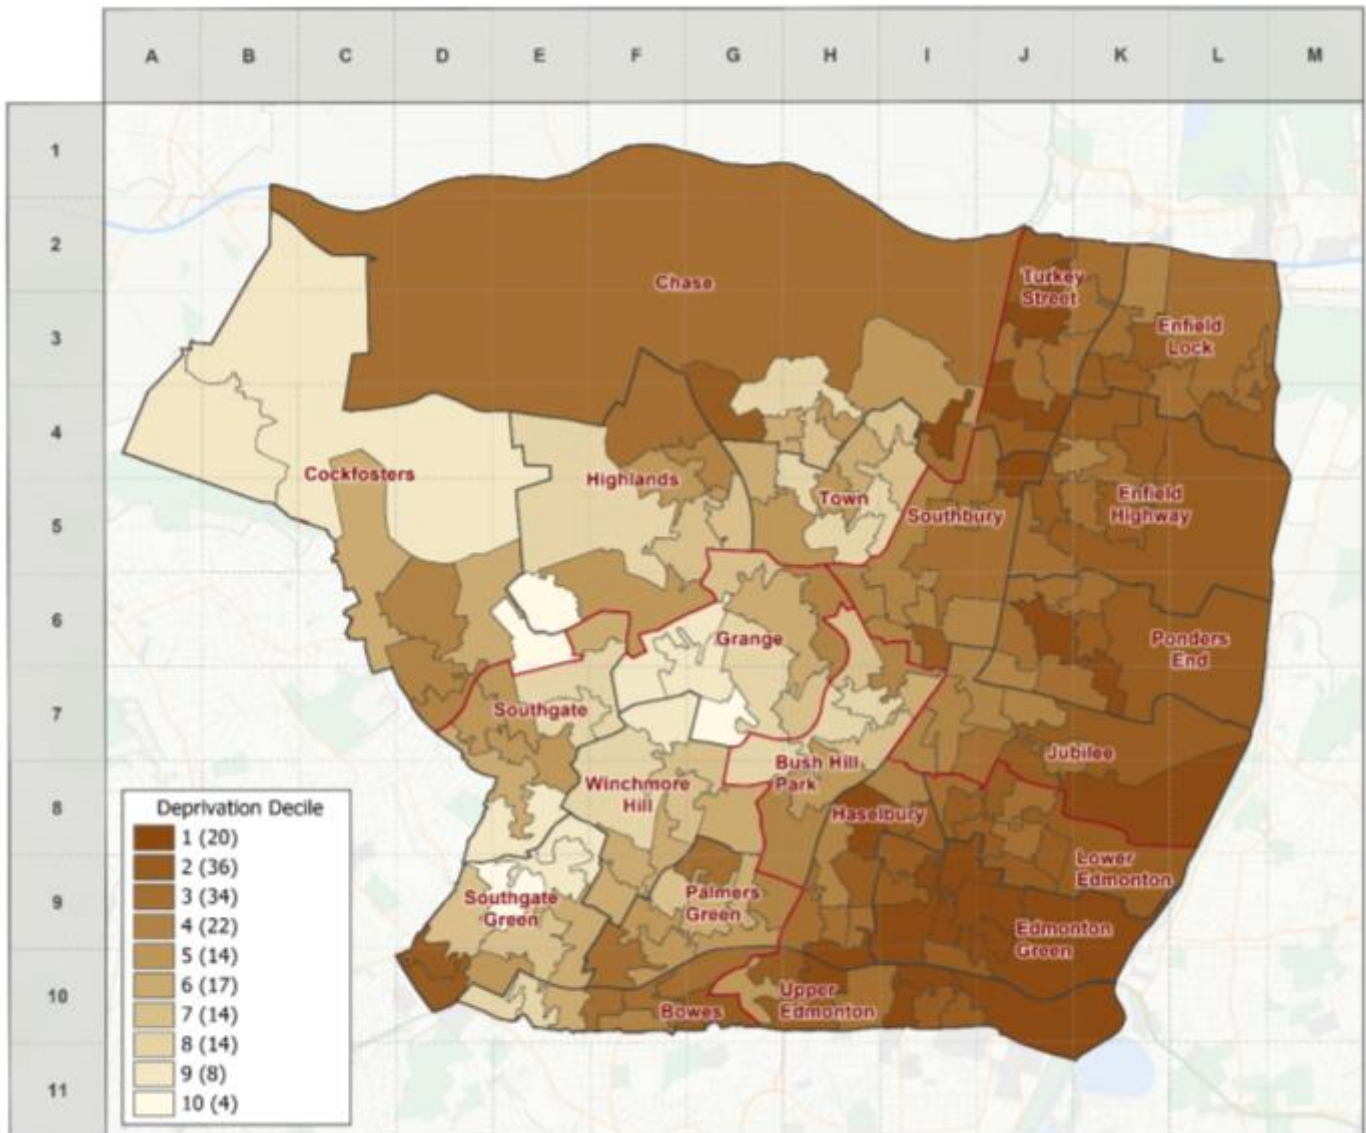 A B C D E F G H I J K L M
1
2
3
4
5
6
7
8
9
10
11
Chase
Turkey
Street
Enfield
Lock
Cockfosters
Highlands
Town
Southbury
Enfield
Highway
Grange
Ponders
End
Southgate
Jubilee
Bush Hill
Park
Winchmore
Hill
Haselbury
Lower
Edmonton
Southgate
Green
Palmers
Green
Edmonton
Green
Upper
Edmonton
Bowes
Deprivation Decile
1 (20)
2 (36)
3 (34)
4 (22)
5 (14)
6 (17)
7 (14)
8 (14)
9 (8)
10 (4)